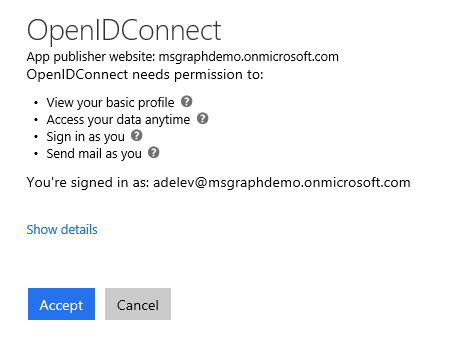 OpenIDConnect
App publisher website: msgraphdemo.onmicrosoft.com
OpenIDConnect needs permission to:
• View your basic profile ?
• Access your data anytime ?
• Sign in as you ?
• Send mail as you ?
You're signed in as: adelev@msgraphdemo.onmicrosoft.com
Show details
Accept Cancel